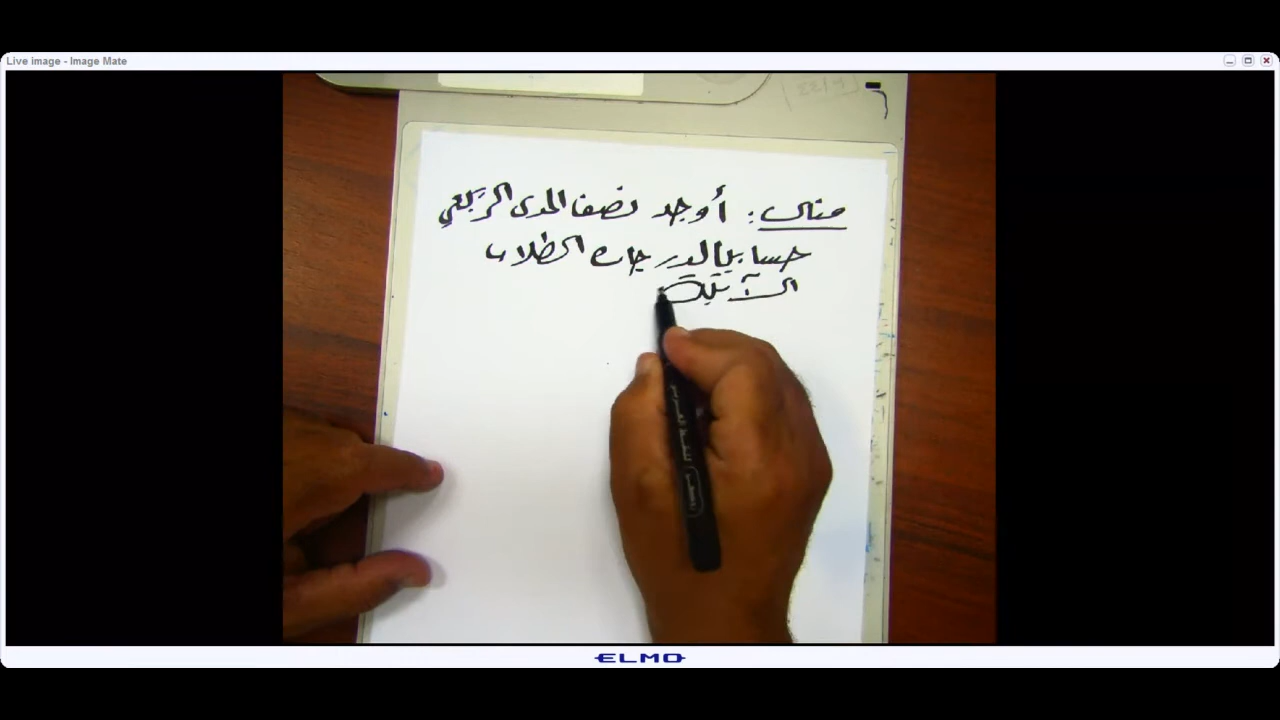 Live image - Image Mate
مثال : أوجد نصف المدى الربيعي
حسابيا لدرجات الطلاب
الآتية
ELMO